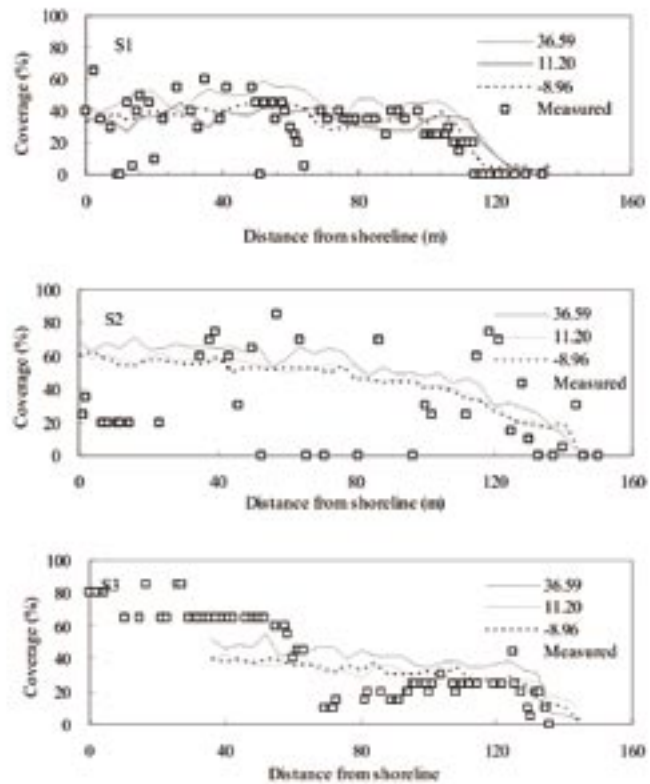 100
80
60
40
20
0
Coverage (%)
S1
36.59
11.20
-8.96
Measured
0 40 80 120 160
Distance from shoreline (m)
100
80
60
40
20
0
Coverage (%)
S2
36.59
11.20
-8.96
Measured
0 40 80 120 160
Distance from shoreline (m)
100
80
60
40
20
0
Coverage (%)
S3
36.59
11.20
-8.96
Measured
0 40 80 120 160
Distance from shoreline